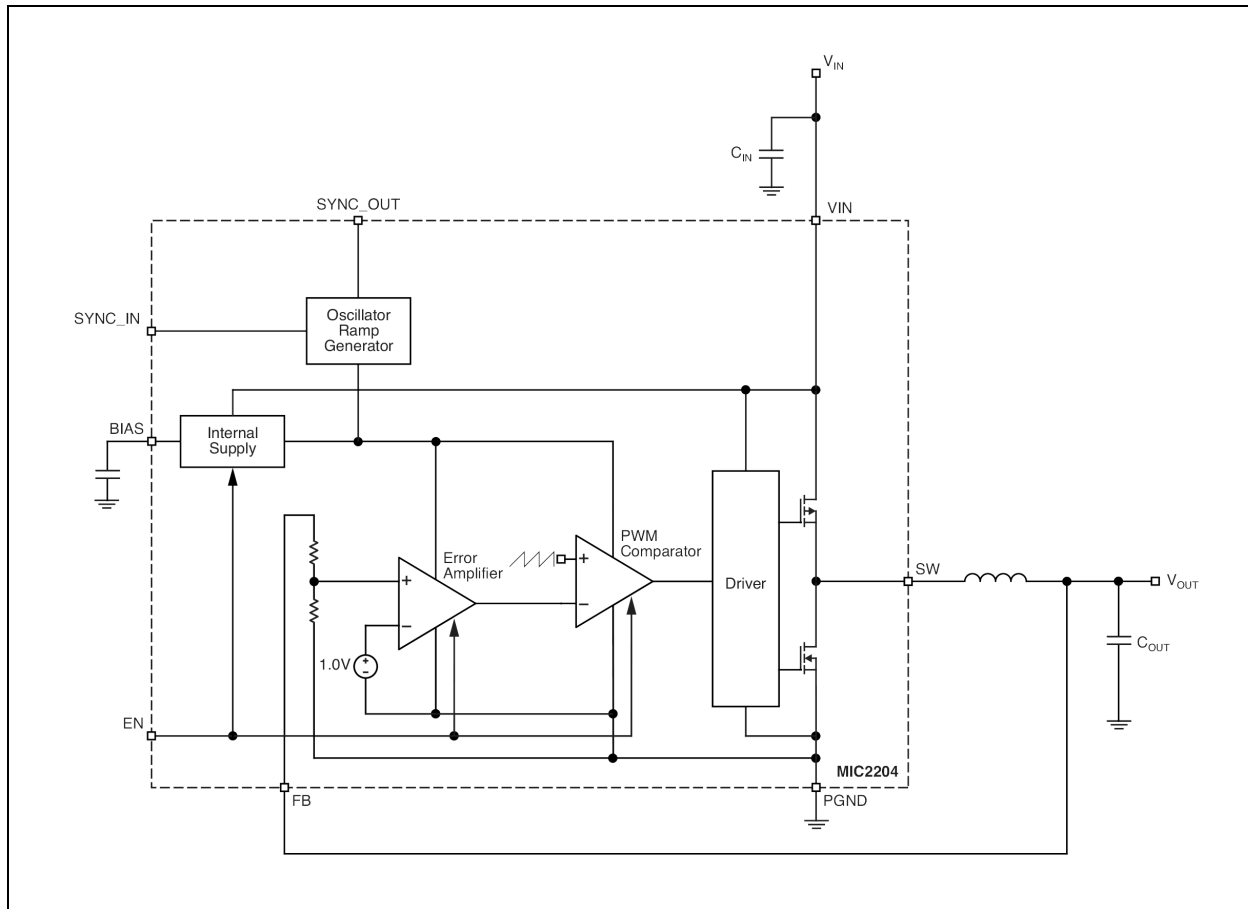 VIN
CIN
SYNC_OUT
VIN
SYNC_IN
Oscillator
Ramp
Generator
BIAS
Internal
Supply
Error
Amplifier
+
−
PWM
Comparator
+
−
Driver
SW
VOUT
COUT
1.0V
+
−
EN
MIC2204
FB
PGND